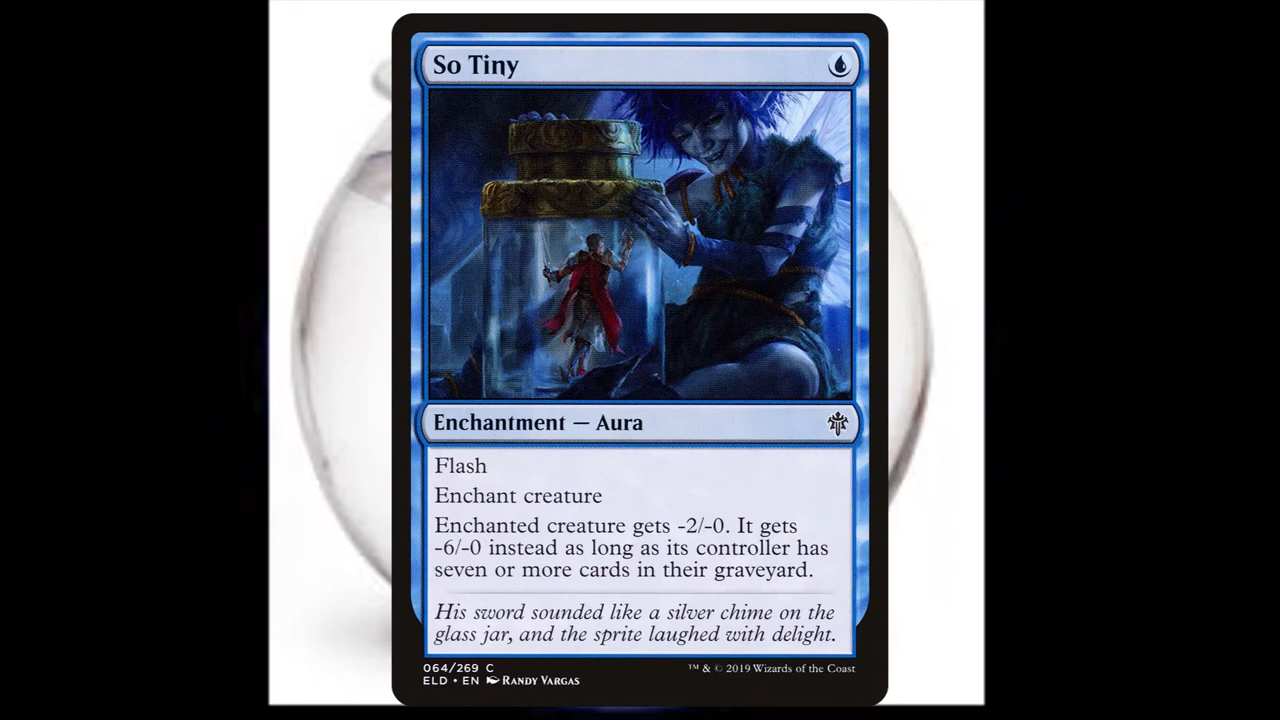 So Tiny
Enchantment — Aura
Flash
Enchant creature
Enchanted creature gets -2/-0. It gets
-6/-0 instead as long as its controller has
seven or more cards in their graveyard.
His sword sounded like a silver chime on the
glass jar, and the sprite laughed with delight.
064/269 C
ELD • EN Randy Vargas
™ & © 2019 Wizards of the Coast